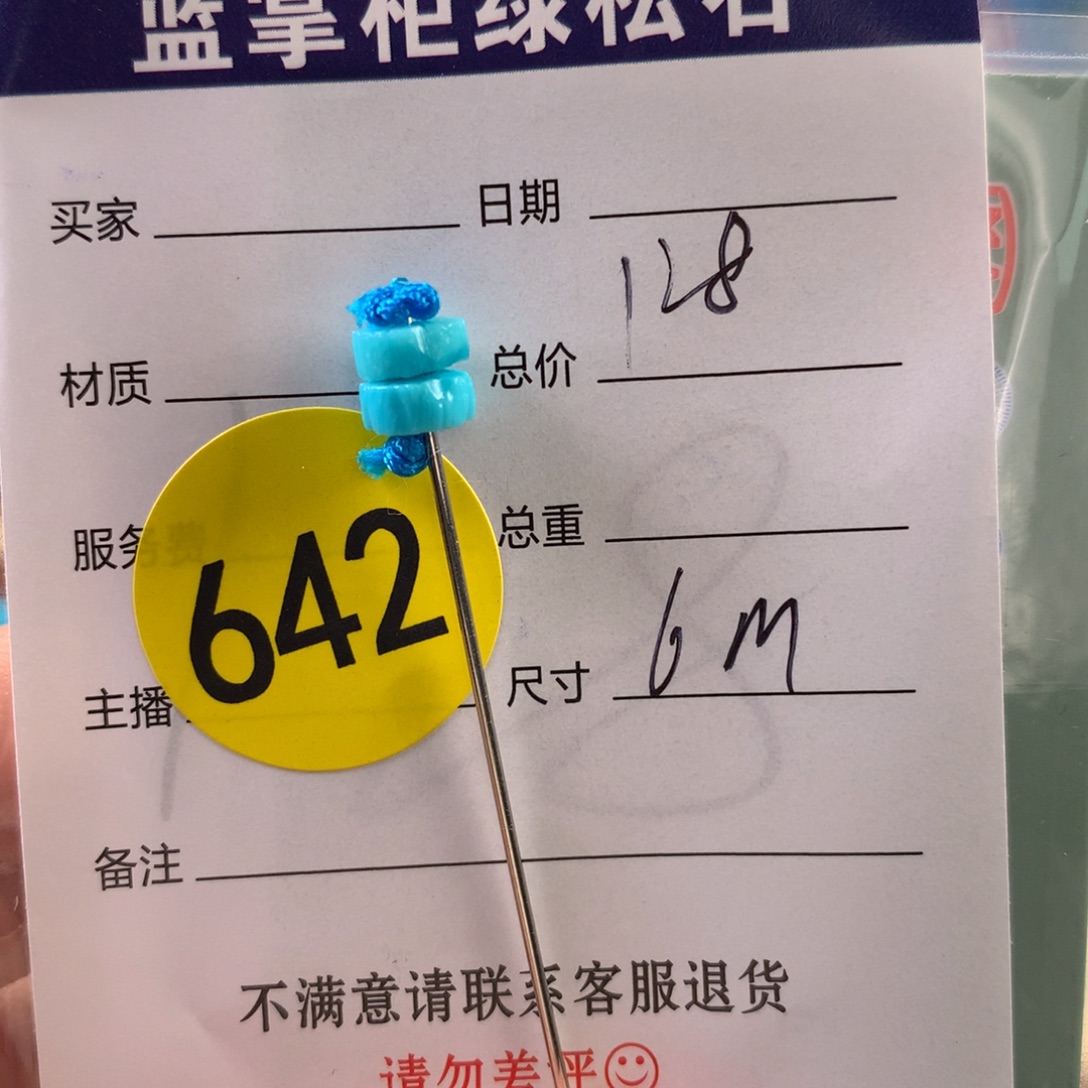 蓝掌柜绿松石
买家 日期
128
材质 总价
服务费 总重
642
6M
主播 尺寸
备注
不满意请联系客服退货
请勿差评